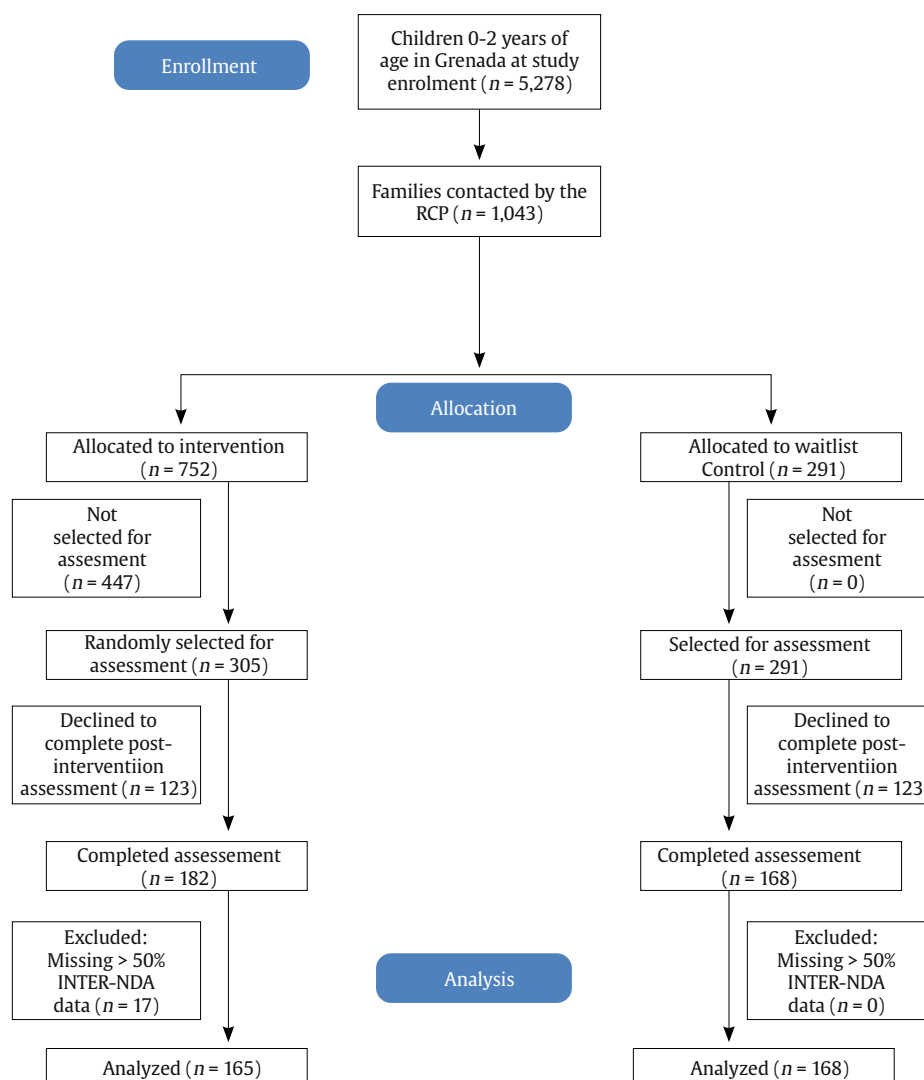 Enrollment
Children 0-2 years of
age in Grenada at study
enrolment (n = 5,278)
Families contacted by the
RCP (n = 1,043)
Allocation
Allocated to intervention
(n = 752)
Allocated to waitlist
Control (n = 291)
Not
selected for
assesment
(n = 447)
Not
selected for
assesment
(n = 0)
Randomly selected for
assessment (n = 305)
Selected for assessment
(n = 291)
Declined to
complete post-
interventiion
assessment (n = 123)
Declined to
complete post-
interventiion
assessment (n = 123
Completed assessement
(n = 182)
Completed assessement
(n = 168)
Excluded:
Missing > 50%
INTER-NDA
data (n = 17)
Analysis
Excluded:
Missing > 50%
INTER-NDA
data (n = 0)
Analyzed (n = 165)
Analyzed (n = 168)